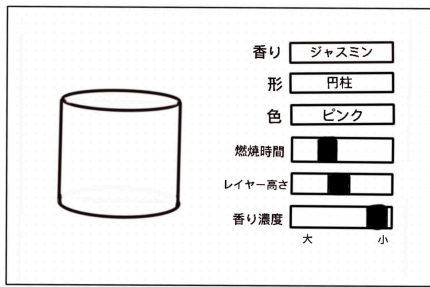 香り ジャスミン
形 円柱
色 ピンク
燃焼時間
レイヤー高さ
香り濃度
大 小